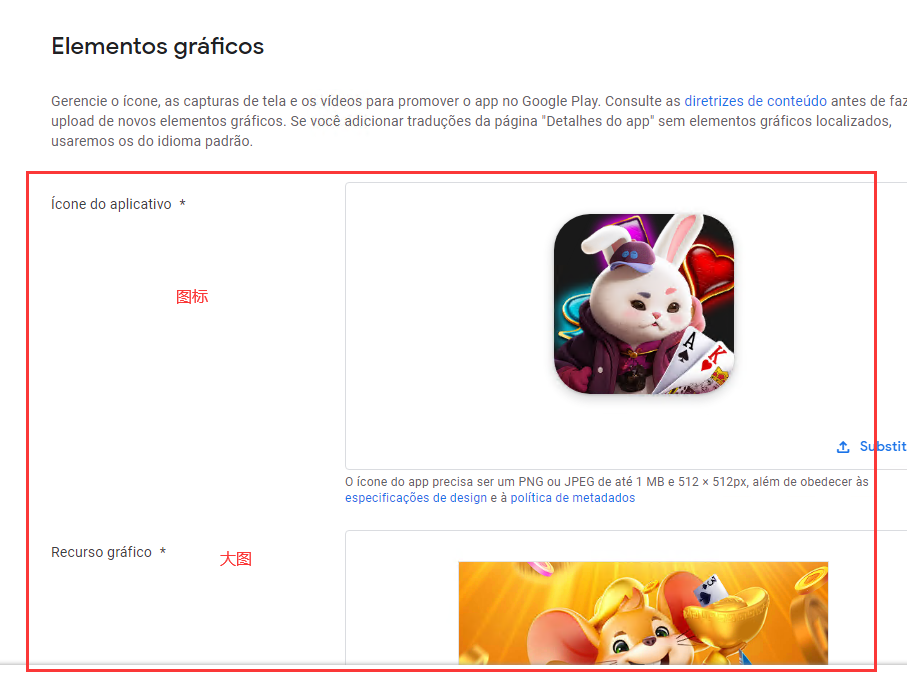 Elementos gráficos
Gerencie o ícone, as capturas de tela e os vídeos para promover o app no Google Play. Consulte as diretrizes de conteúdo antes de faz
upload de novos elementos gráficos. Se você adicionar traduções da página "Detalhes do app" sem elementos gráficos localizados,
usaremos os do idioma padrão.
Ícone do aplicativo *
图标
A
K
Substit
O ícone do app precisa ser um PNG ou JPEG de até 1 MB e 512 × 512px, além de obedecer às
especificações de design e à política de metadados
Recurso gráfico *
大图